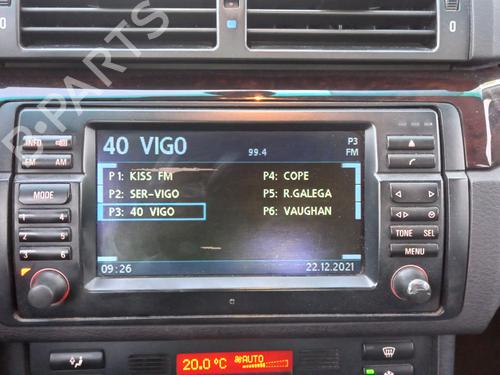 40 VIGO 99.4 P3 FM
P1: KISS FM P4: COPE
P2: SER-VIGO P5: R.GALEGA
P3: 40 VIGO P6: VAUGHAN
09:26 22.12.2021
INFO
FM AM
MODE
1 2
3 4
5 6
TONE SEL
MENU
20.0 °C AUTO
0
B-PARTS